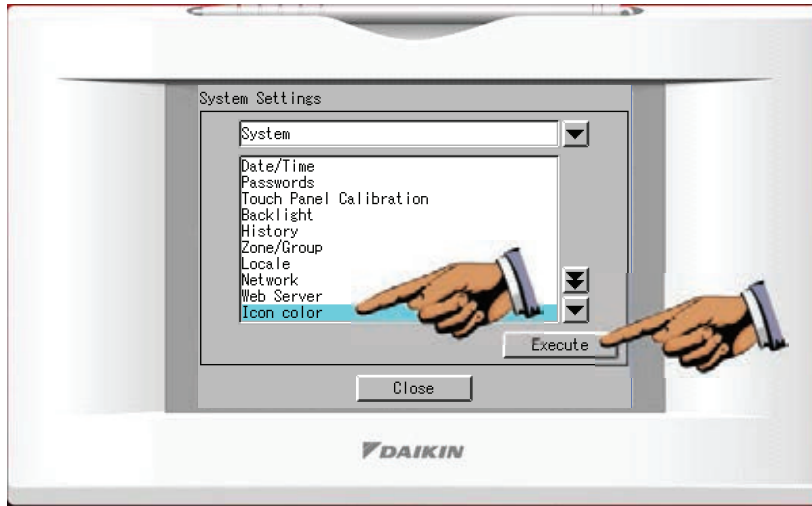 System Settings
System
Date/Time
Passwords
Touch Panel Calibration
Backlight
History
Zone/Group
Locale
Network
Web Server
Icon color
Execute
Close
DAIKIN